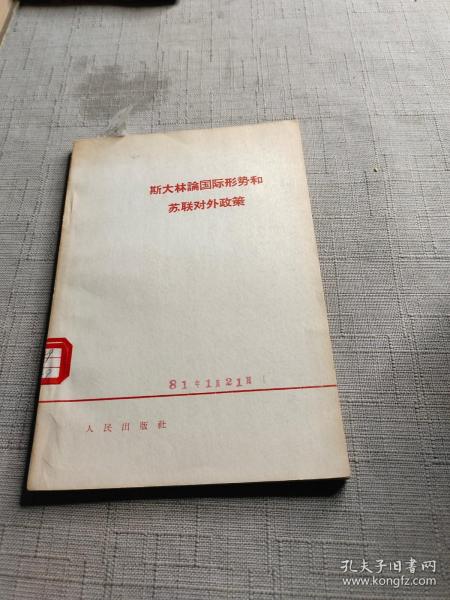 斯大林論国际形势和
苏联对外政策
81年1月21日
人民出版社
孔夫子旧书网
www.kongfz.com